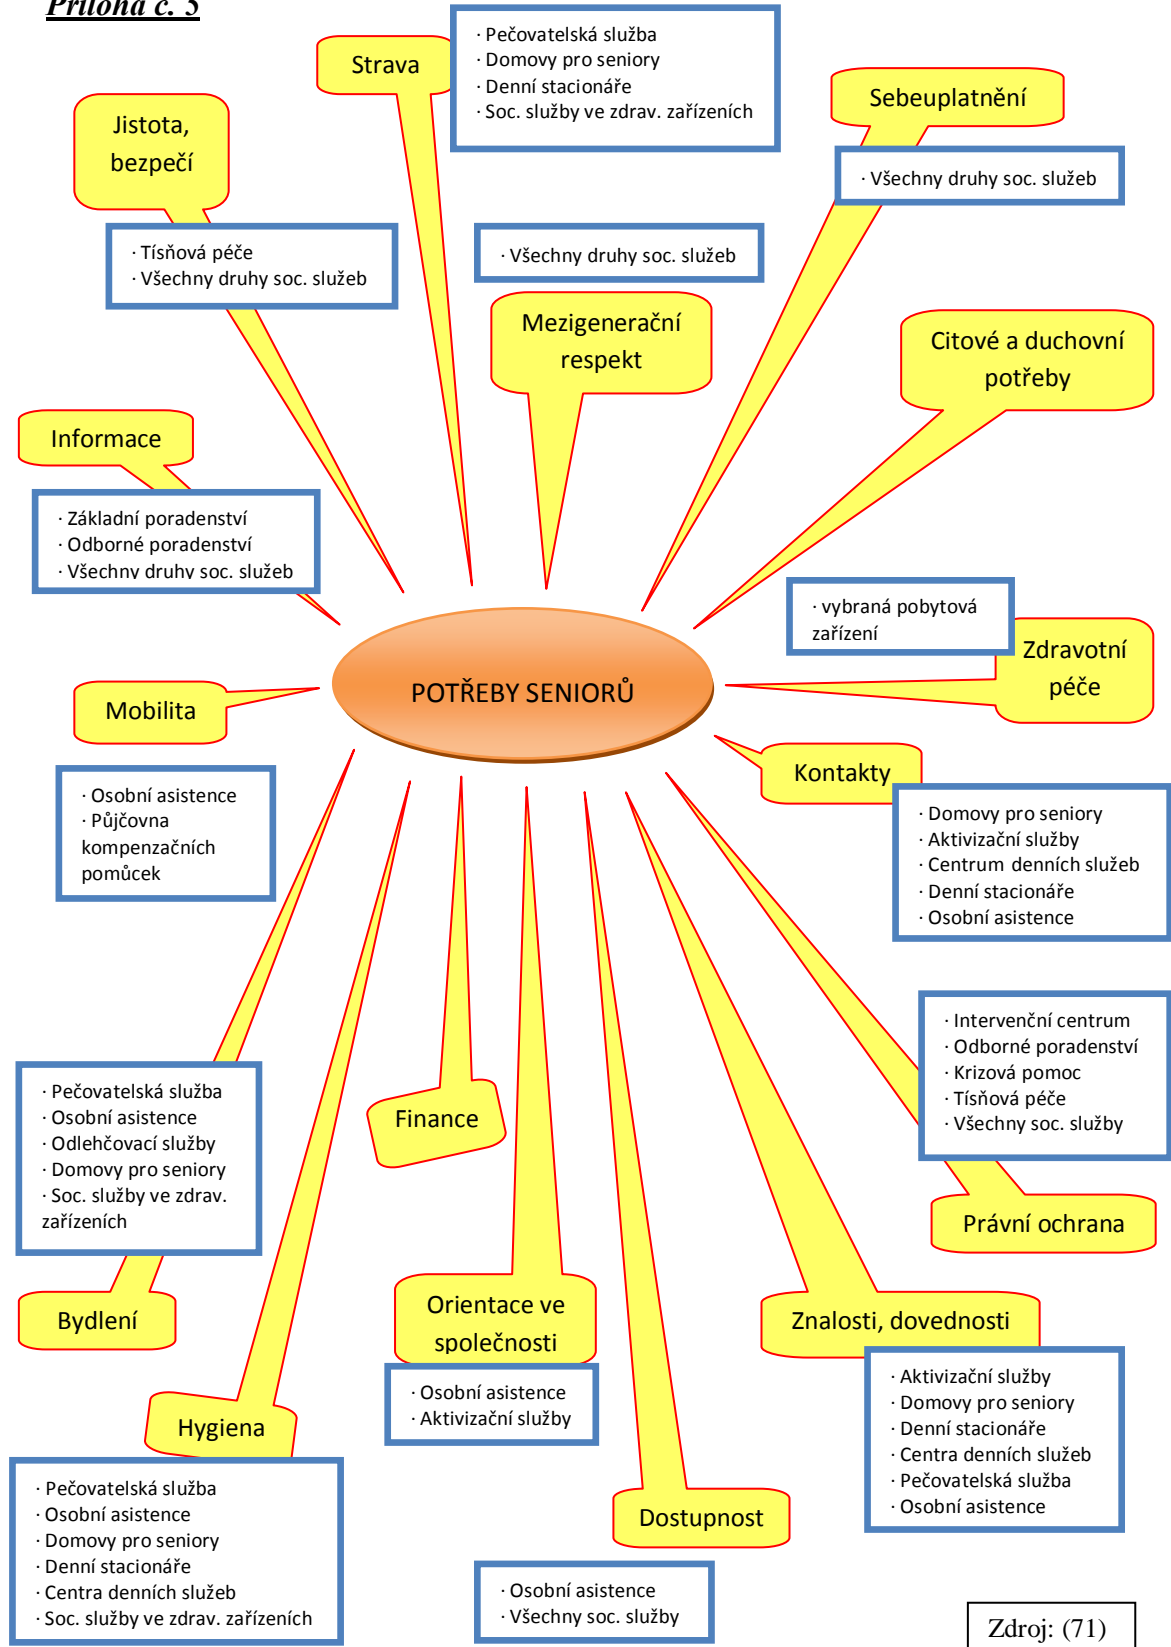 Příloha č. 5
Strava
· Pečovatelská služba
· Domovy pro seniory
· Denní stacionáře
· Soc. služby ve zdrav. zařízeních
Sebeuplatnění
· Všechny druhy soc. služeb
Jistota,
bezpečí
· Tísňová péče
· Všechny druhy soc. služeb
· Všechny druhy soc. služeb
Mezigenerační
respekt
Citové a duchovní
potřeby
Informace
· Základní poradenství
· Odborné poradenství
· Všechny druhy soc. služeb
· vybraná pobytová
zařízení
Zdravotní
péče
POTŘEBY SENIORŮ
Mobilita
· Osobní asistence
· Půjčovna
kompenzačních
pomůcek
Kontakty
· Domovy pro seniory
· Aktivizační služby
· Centrum denních služeb
· Denní stacionáře
· Osobní asistence
· Intervenční centrum
· Odborné poradenství
· Krizová pomoc
· Tísňová péče
· Všechny soc. služby
Právní ochrana
Finance
· Pečovatelská služba
· Osobní asistence
· Odlehčovací služby
· Domovy pro seniory
· Soc. služby ve zdrav.
zařízeních
Bydlení
Orientace ve
společnosti
· Osobní asistence
· Aktivizační služby
Znalosti, dovednosti
· Aktivizační služby
· Domovy pro seniory
· Denní stacionáře
· Centra denních služeb
· Pečovatelská služba
· Osobní asistence
Hygiena
· Pečovatelská služba
· Osobní asistence
· Domovy pro seniory
· Denní stacionáře
· Centra denních služeb
· Soc. služby ve zdrav. zařízeních
Dostupnost
· Osobní asistence
· Všechny soc. služby
Zdroj: (71)